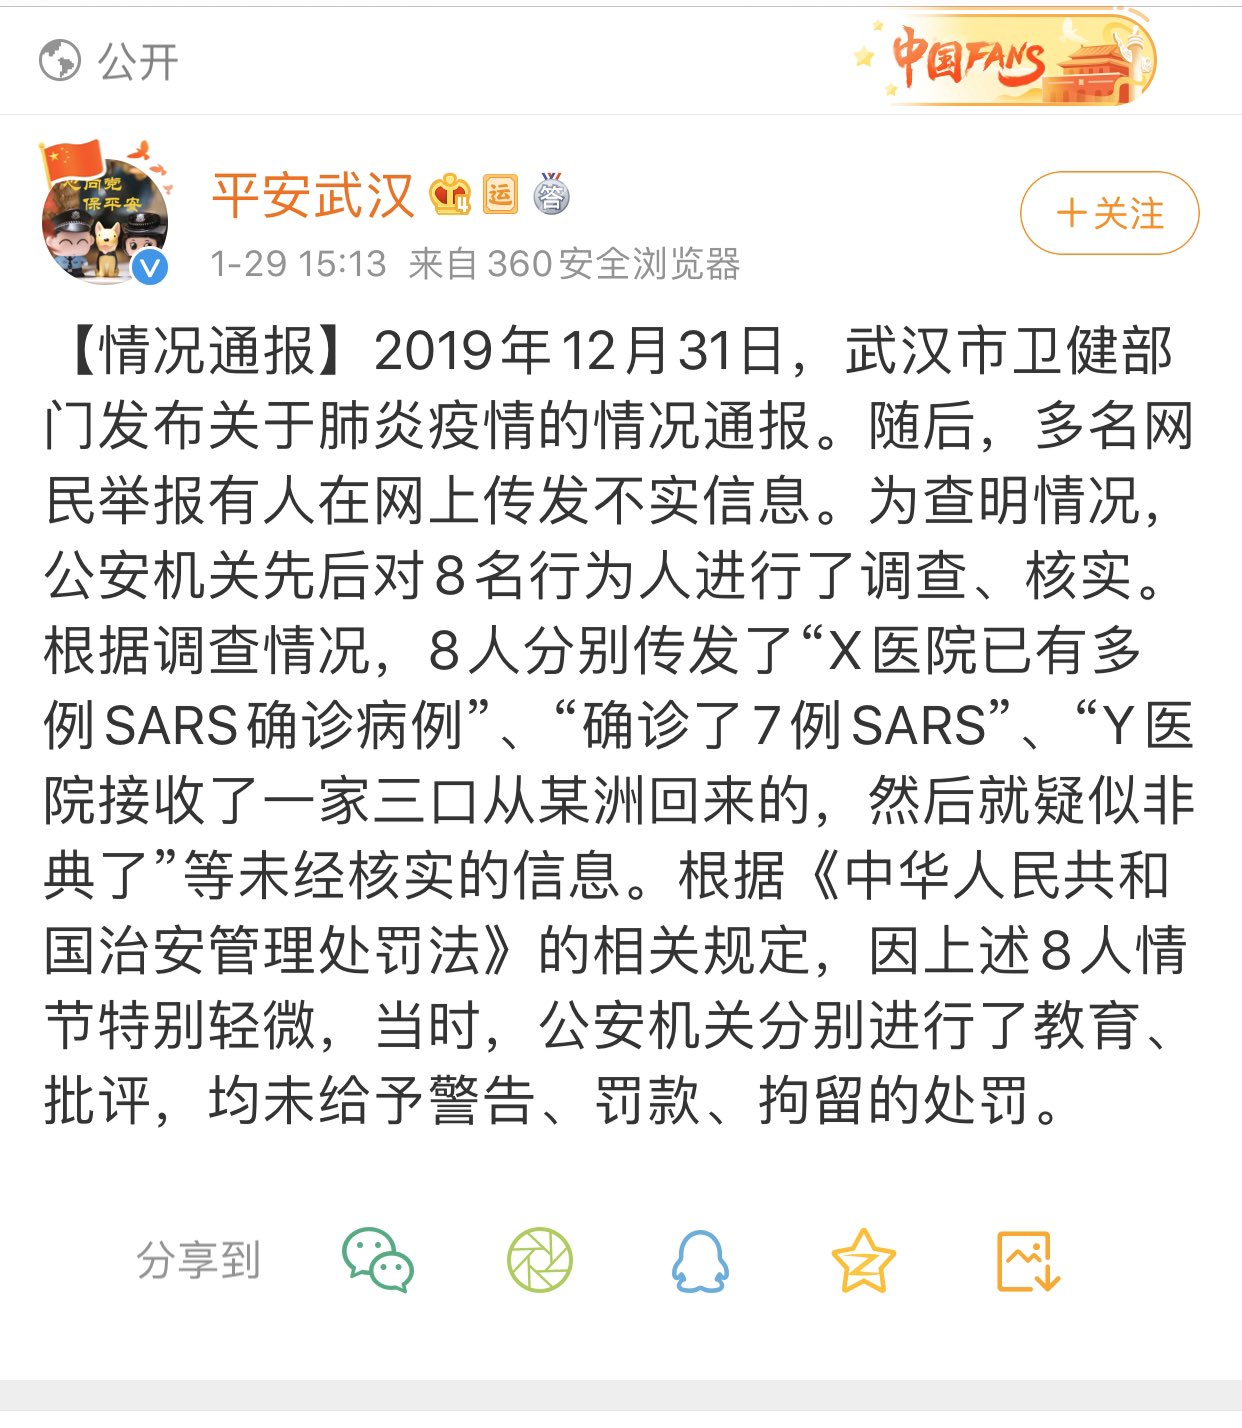 公开
中国FANS
心向党
保平安
平安武汉 运 答
1-29 15:13 来自 360安全浏览器
+关注
【情况通报】2019年12月31日，武汉市卫健部
门发布关于肺炎疫情的情况通报。随后，多名网
民举报有人在网上传发不实信息。为查明情况，
公安机关先后对8名行为人进行了调查、核实。
根据调查情况，8人分别传发了“X医院已有多
例SARS确诊病例”、“确诊了7例SARS”、“Y医
院接收了一家三口从某洲回来的，然后就疑似非
典了”等未经核实的信息。根据《中华人民共和
国治安管理处罚法》的相关规定，因上述8人情
节特别轻微，当时，公安机关分别进行了教育、
批评，均未给予警告、罚款、拘留的处罚。
分享到